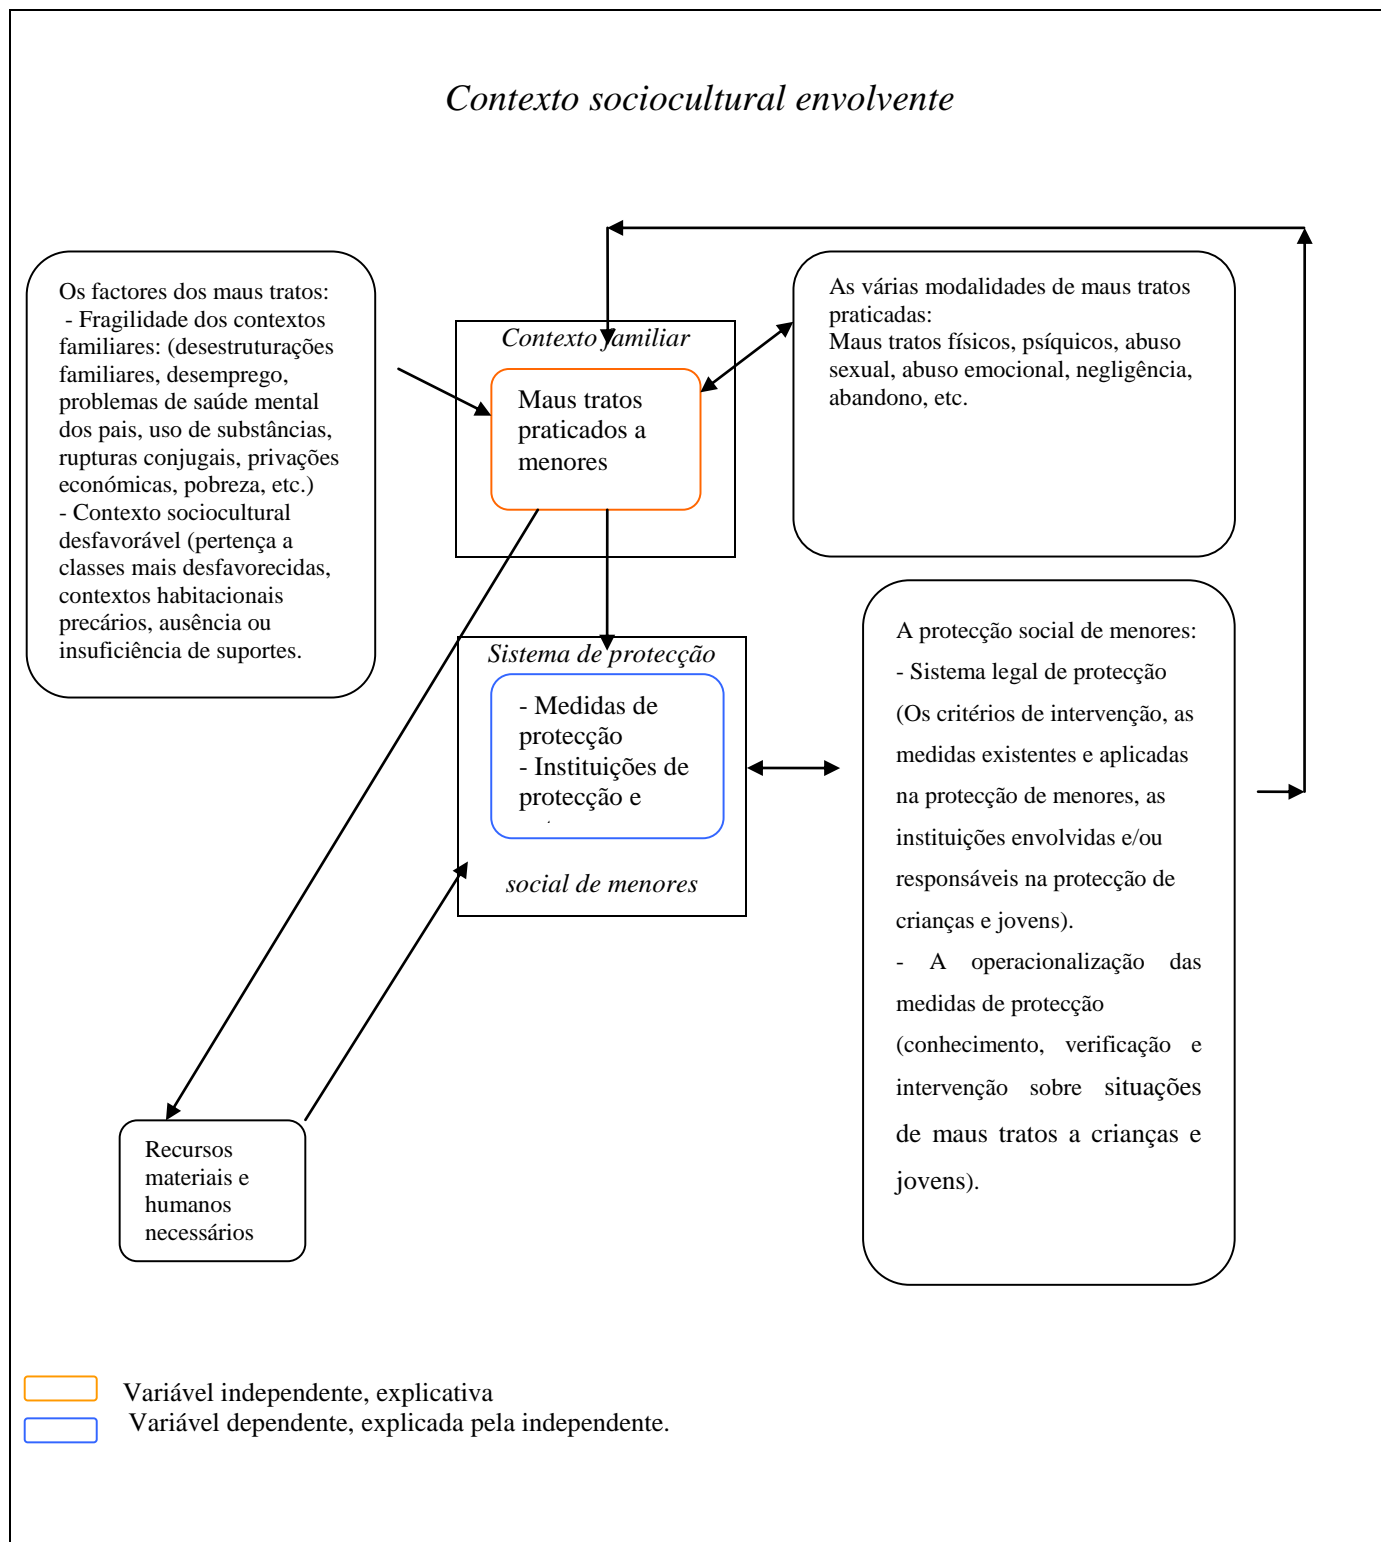 Contexto sociocultural envolvente
Os factores dos maus tratos:
- Fragilidade dos contextos
familiares: (desestruturações
familiares, desemprego,
problemas de saúde mental
dos pais, uso de substâncias,
rupturas conjugais, privações
económicas, pobreza, etc.)
- Contexto sociocultural
desfavorável (pertença a
classes mais desfavorecidas,
contextos habitacionais
precários, ausência ou
insuficiência de suportes.
Contexto familiar
Maus tratos
praticados a
menores
As várias modalidades de maus tratos
praticadas:
Maus tratos físicos, psíquicos, abuso
sexual, abuso emocional, negligência,
abandono, etc.
Sistema de protecção
- Medidas de
protecção
- Instituições de
protecção e
social de menores
A protecção social de menores:
- Sistema legal de protecção
(Os critérios de intervenção, as
medidas existentes e aplicadas
na protecção de menores, as
instituições envolvidas e/ou
responsáveis na protecção de
crianças e jovens).
- A operacionalização das
medidas de protecção
(conhecimento, verificação e
intervenção sobre situações
de maus tratos a crianças e
jovens).
Recursos
materiais e
humanos
necessários
Variável independente, explicativa
Variável dependente, explicada pela independente.